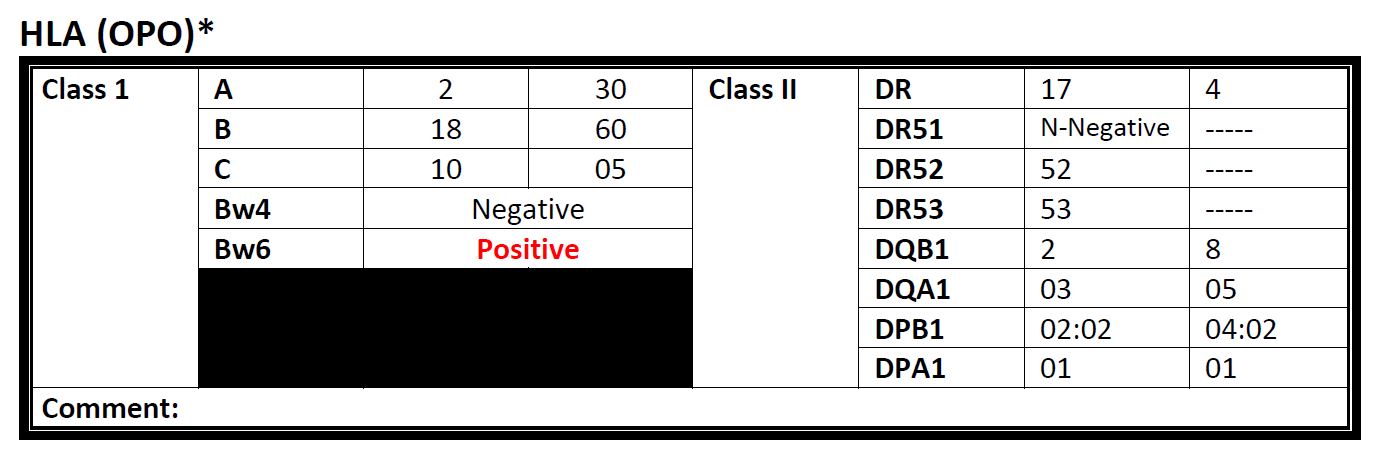 HLA (OPO)*
Class 1 A 2 30 Class II DR 17 4
B 18 60 DR51 N-Negative -----
C 10 05 DR52 52 -----
Bw4 Negative DR53 53 -----
Bw6 Positive DQB1 2 8
DQA1 03 05
DPB1 02:02 04:02
DPA1 01 01
Comment: